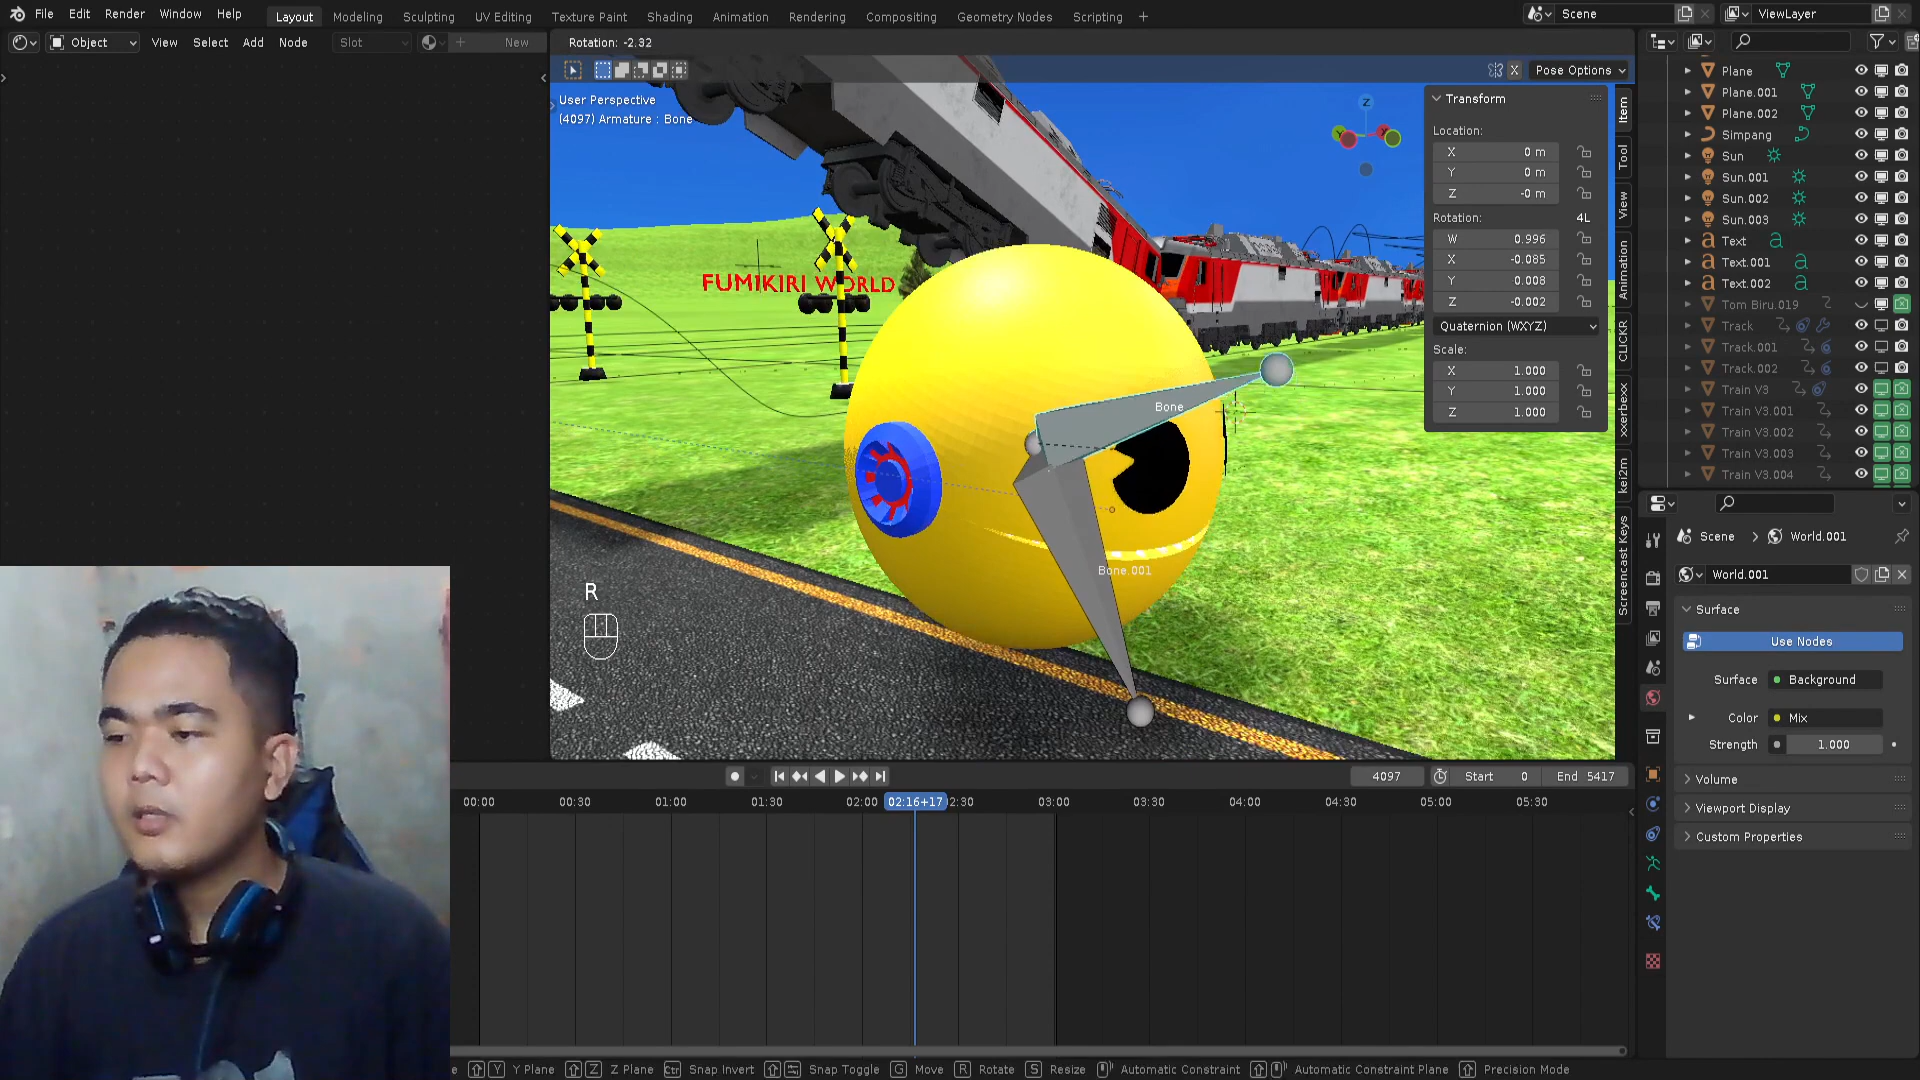 File Edit Render Window Help Layout Modeling Sculpting UV Editing Texture Paint Shading Animation Rendering Compositing Geometry Nodes Scripting + Scene ViewLayer
Object View Select Add Node Slot New Rotation: -2.32
X Pose Options
User Perspective
(4097) Armature : Bone
Transform
Location:
X 0 m
Y 0 m
Z -0 m
Rotation: 4L
W 0.996
X -0.085
Y 0.008
Z -0.002
Quaternion (WXYZ)
Scale:
X 1.000
Y 1.000
Z 1.000
Item
Tool
View
Animation
CLICKR
xxerbexx
kei2m
Screencast Keys
Z
FUMIKIRI WORLD
Bone
Bone.001
R
Plane
Plane.001
Plane.002
Simpang
Sun
Sun.001
Sun.002
Sun.003
Text
Text.001
Text.002
Tom Biru.019
Track
Track.001
Track.002
Train V3
Train V3.001
Train V3.002
Train V3.003
Train V3.004
Scene > World.001
World.001
Surface
Use Nodes
Surface Background
Color Mix
Strength 1.000
Volume
Viewport Display
Custom Properties
4097 Start 0 End 5417
00:00 00:30 01:00 01:30 02:00 02:16+17 02:30 03:00 03:30 04:00 04:30 05:00 05:30
Y Y Plane Z Z Plane Ctrl Snap Invert Snap Toggle G Move R Rotate S Resize Automatic Constraint Automatic Constraint Plane Precision Mode